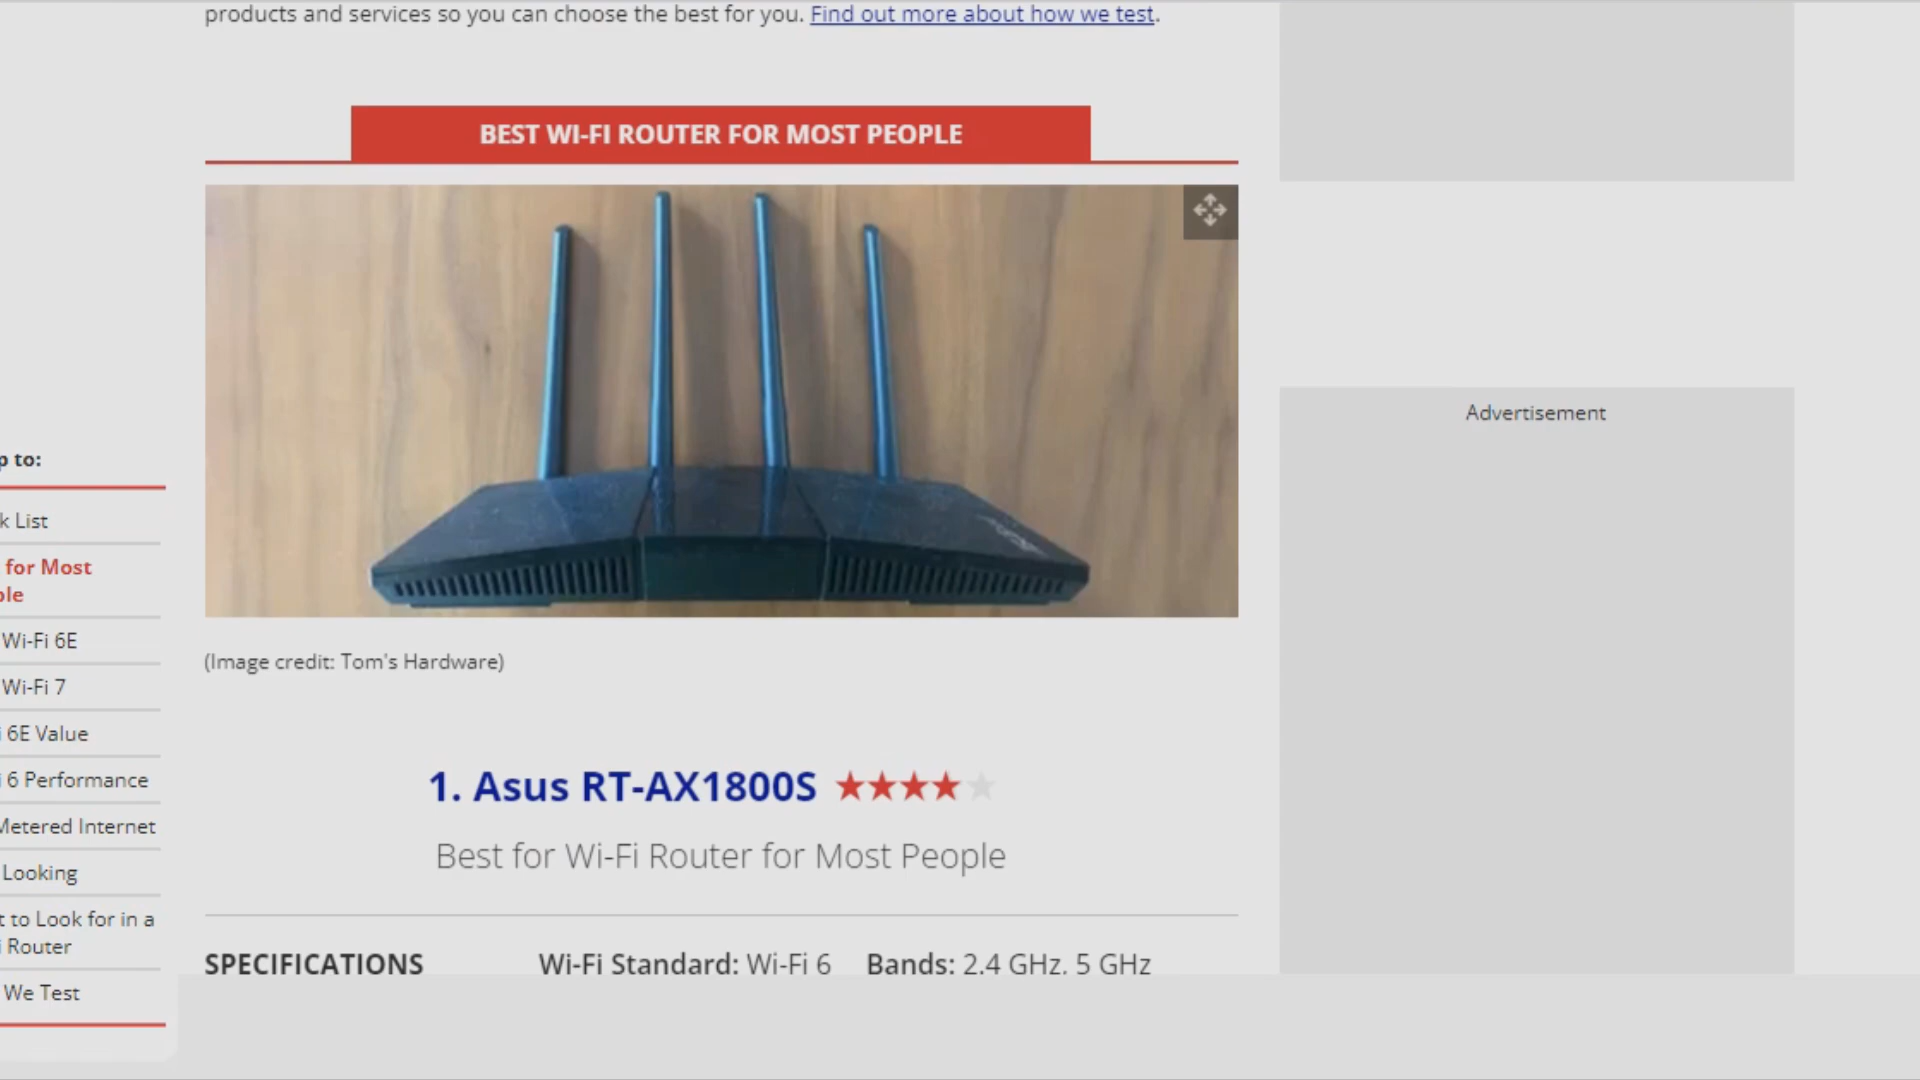 products and services so you can choose the best for you. Find out more about how we test.
BEST WI-FI ROUTER FOR MOST PEOPLE
Advertisement
p to:
k List
for Most
ple
Wi-Fi 6E
Wi-Fi 7
i 6E Value
i 6 Performance
Metered Internet
Looking
t to Look for in a
i Router
We Test
(Image credit: Tom's Hardware)
1. Asus RT-AX1800S
Best for Wi-Fi Router for Most People
SPECIFICATIONS
Wi-Fi Standard: Wi-Fi 6 Bands: 2.4 GHz. 5 GHz